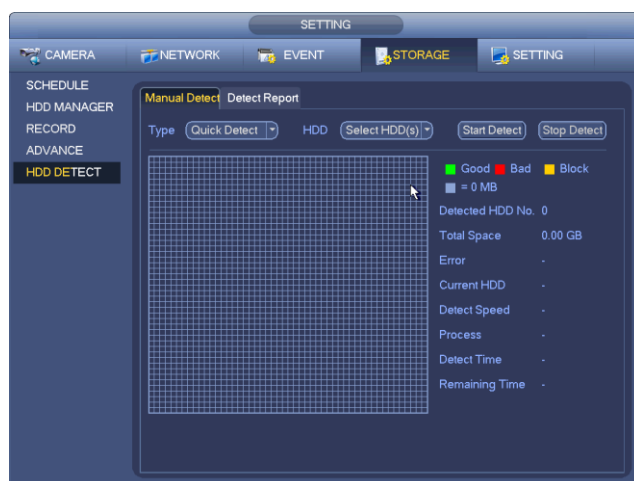 SETTING
CAMERA NETWORK EVENT STORAGE SETTING
SCHEDULE
HDD MANAGER
RECORD
ADVANCE
HDD DETECT
Manual Detect Detect Report
Type Quick Detect HDD Select HDD(s) Start Detect Stop Detect
Good Bad Block
= 0 MB
Detected HDD No. 0
Total Space 0.00 GB
Error -
Current HDD -
Detect Speed -
Process -
Detect Time -
Remaining Time -